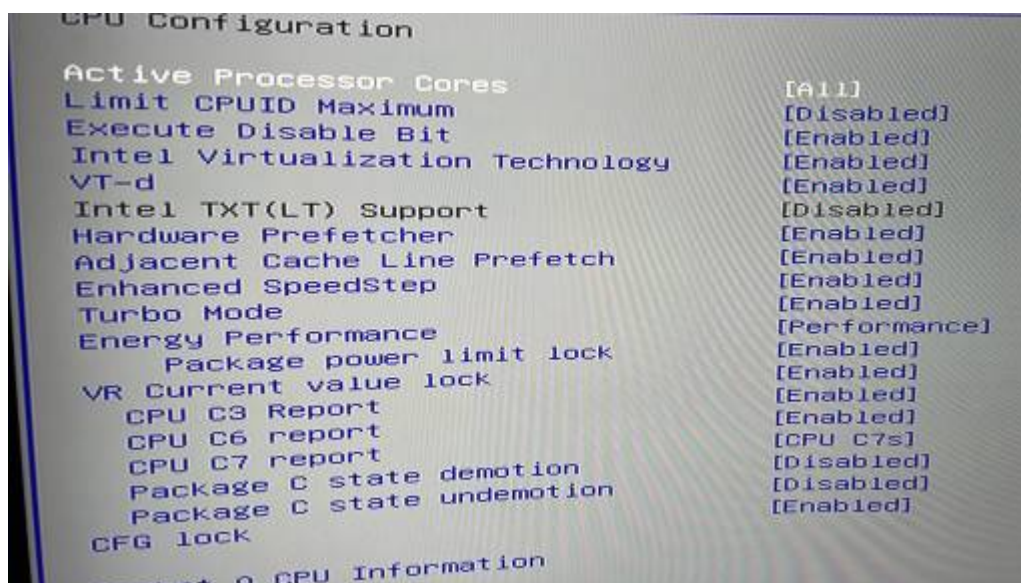 CPU Configuration
Active Processor Cores [All]
Limit CPUID Maximum [Disabled]
Execute Disable Bit [Enabled]
Intel Virtualization Technology [Enabled]
VT-d [Enabled]
Intel TXT(LT) Support [Disabled]
Hardware Prefetcher [Enabled]
Adjacent Cache Line Prefetch [Enabled]
Enhanced SpeedStep [Enabled]
Turbo Mode [Enabled]
Energy Performance [Performance]
Package power limit lock [Enabled]
VR Current value lock [Enabled]
CPU C3 Report [Enabled]
CPU C6 report [Enabled]
CPU C7 report [CPU C7s]
Package C state demotion [Disabled]
Package C state undemotion [Disabled]
CFG lock [Enabled]
CPU Information